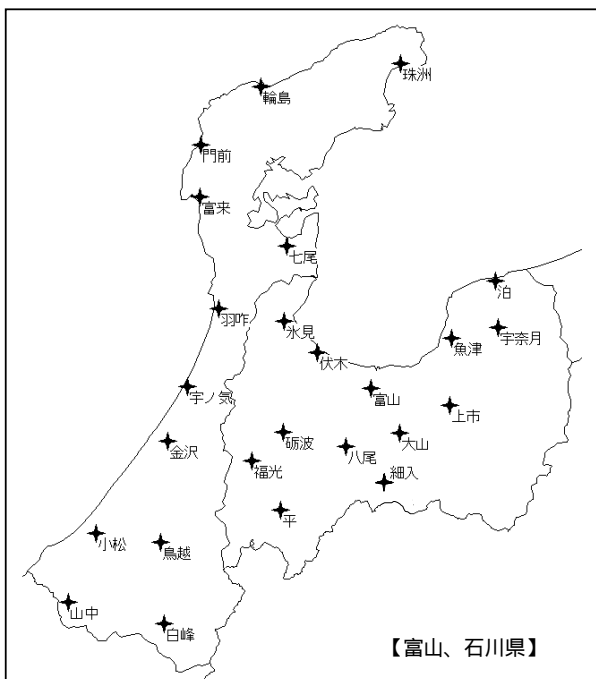 珠洲
輪島
門前
富来
七尾
泊
羽咋
氷見
宇奈月
魚津
伏木
宇ノ気
富山
上市
金沢
砺波
大山
八尾
福光
細入
平
小松
鳥越
山中
白峰
【富山、石川県】